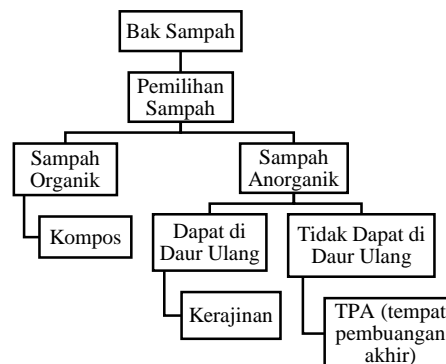 Bak Sampah
Pemilihan
Sampah
Sampah
Organik
Sampah
Anorganik
Kompos
Dapat di
Daur Ulang
Tidak Dapat di
Daur Ulang
Kerajinan
TPA (tempat
pembuangan
akhir)